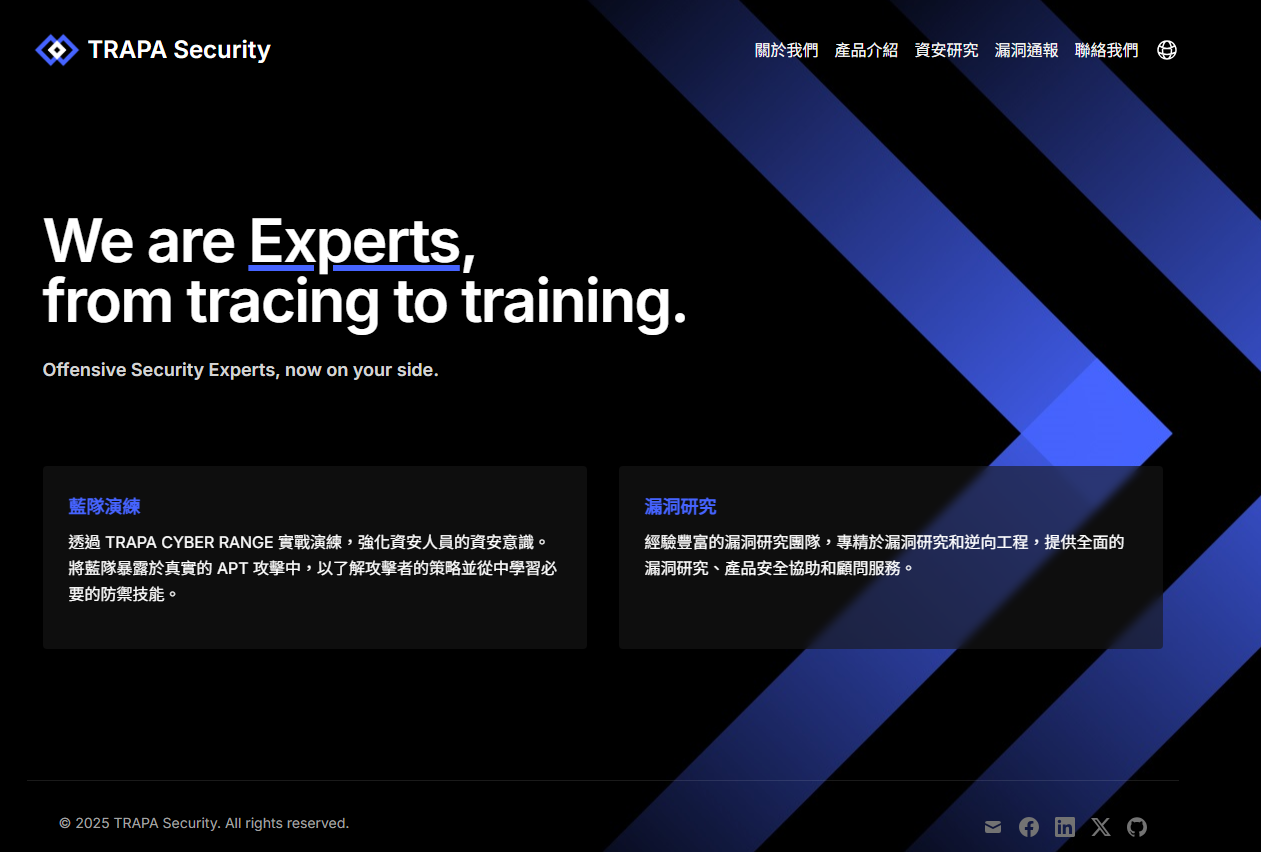 TRAPA Security
關於我們 產品介紹 資安研究 漏洞通報 聯絡我們
We are Experts,
from tracing to training.
Offensive Security Experts, now on your side.
藍隊演練
透過 TRAPA CYBER RANGE 實戰演練，強化資安人員的資安意識。
將藍隊暴露於真實的 APT 攻擊中，以了解攻擊者的策略並從中學習必
要的防禦技能。
漏洞研究
經驗豐富的漏洞研究團隊，專精於漏洞研究和逆向工程，提供全面的
漏洞研究、產品安全協助和顧問服務。
© 2025 TRAPA Security. All rights reserved.